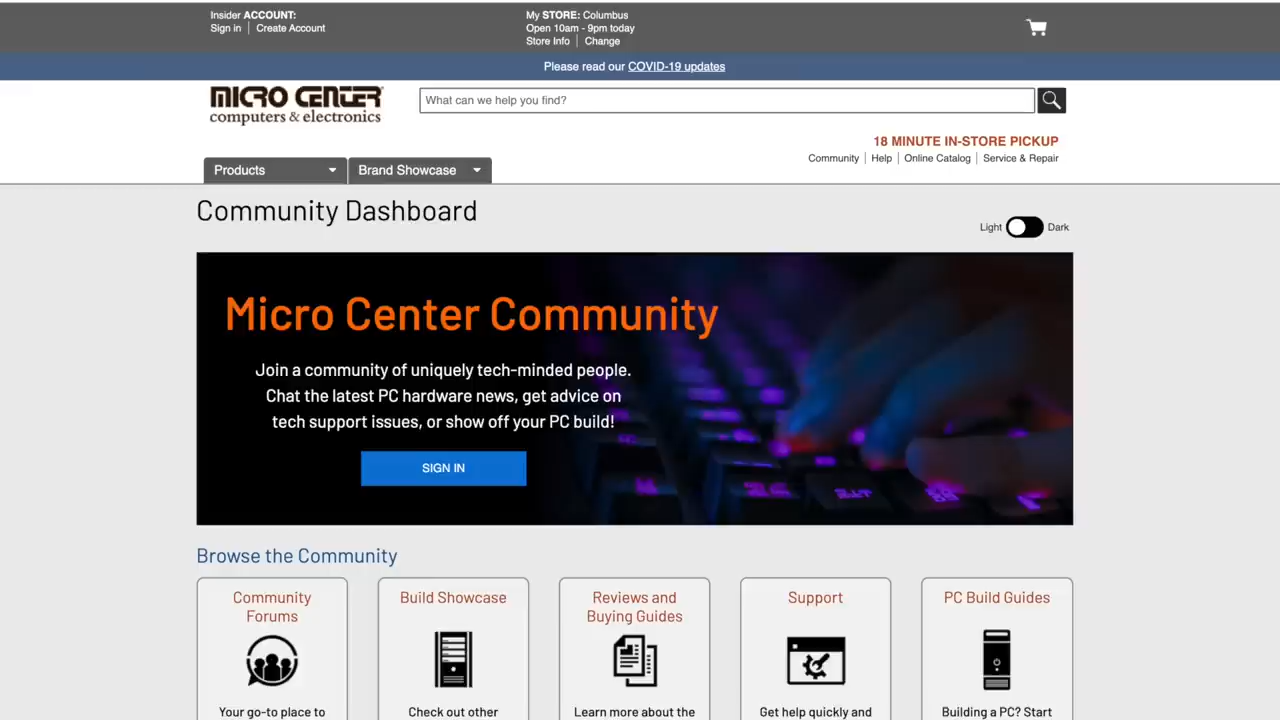 Insider ACCOUNT:
Sign in | Create Account
My STORE: Columbus
Open 10am - 9pm today
Store Info | Change
Please read our COVID-19 updates
MICRO CENTER
computers & electronics
What can we help you find?
18 MINUTE IN-STORE PICKUP
Community | Help | Online Catalog | Service & Repair
Products
Brand Showcase
Community Dashboard
Light
Dark
Micro Center Community
Join a community of uniquely tech-minded people.
Chat the latest PC hardware news, get advice on
tech support issues, or show off your PC build!
SIGN IN
Browse the Community
Community
Forums
Your go-to place to
Build Showcase
Check out other
Reviews and
Buying Guides
Learn more about the
Support
Get help quickly and
PC Build Guides
Building a PC? Start